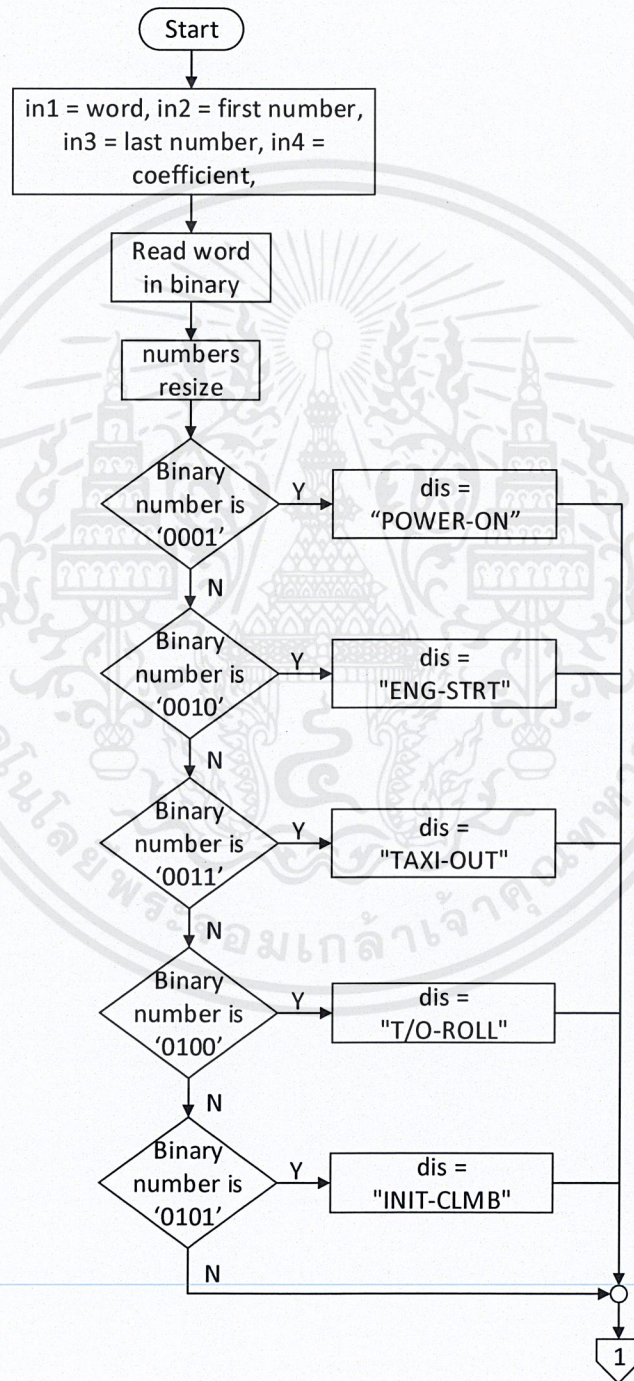 Start
in1 = word, in2 = first number,
in3 = last number, in4 =
coefficient,
Read word
in binary
numbers
resize
Binary
number is
‘0001’
Y
dis =
“POWER-ON”
N
Binary
number is
‘0010’
Y
dis =
"ENG-STRT"
N
Binary
number is
‘0011’
Y
dis =
"TAXI-OUT"
N
Binary
number is
‘0100’
Y
dis =
"T/O-ROLL"
N
Binary
number is
‘0101’
Y
dis =
"INIT-CLMB"
N
1